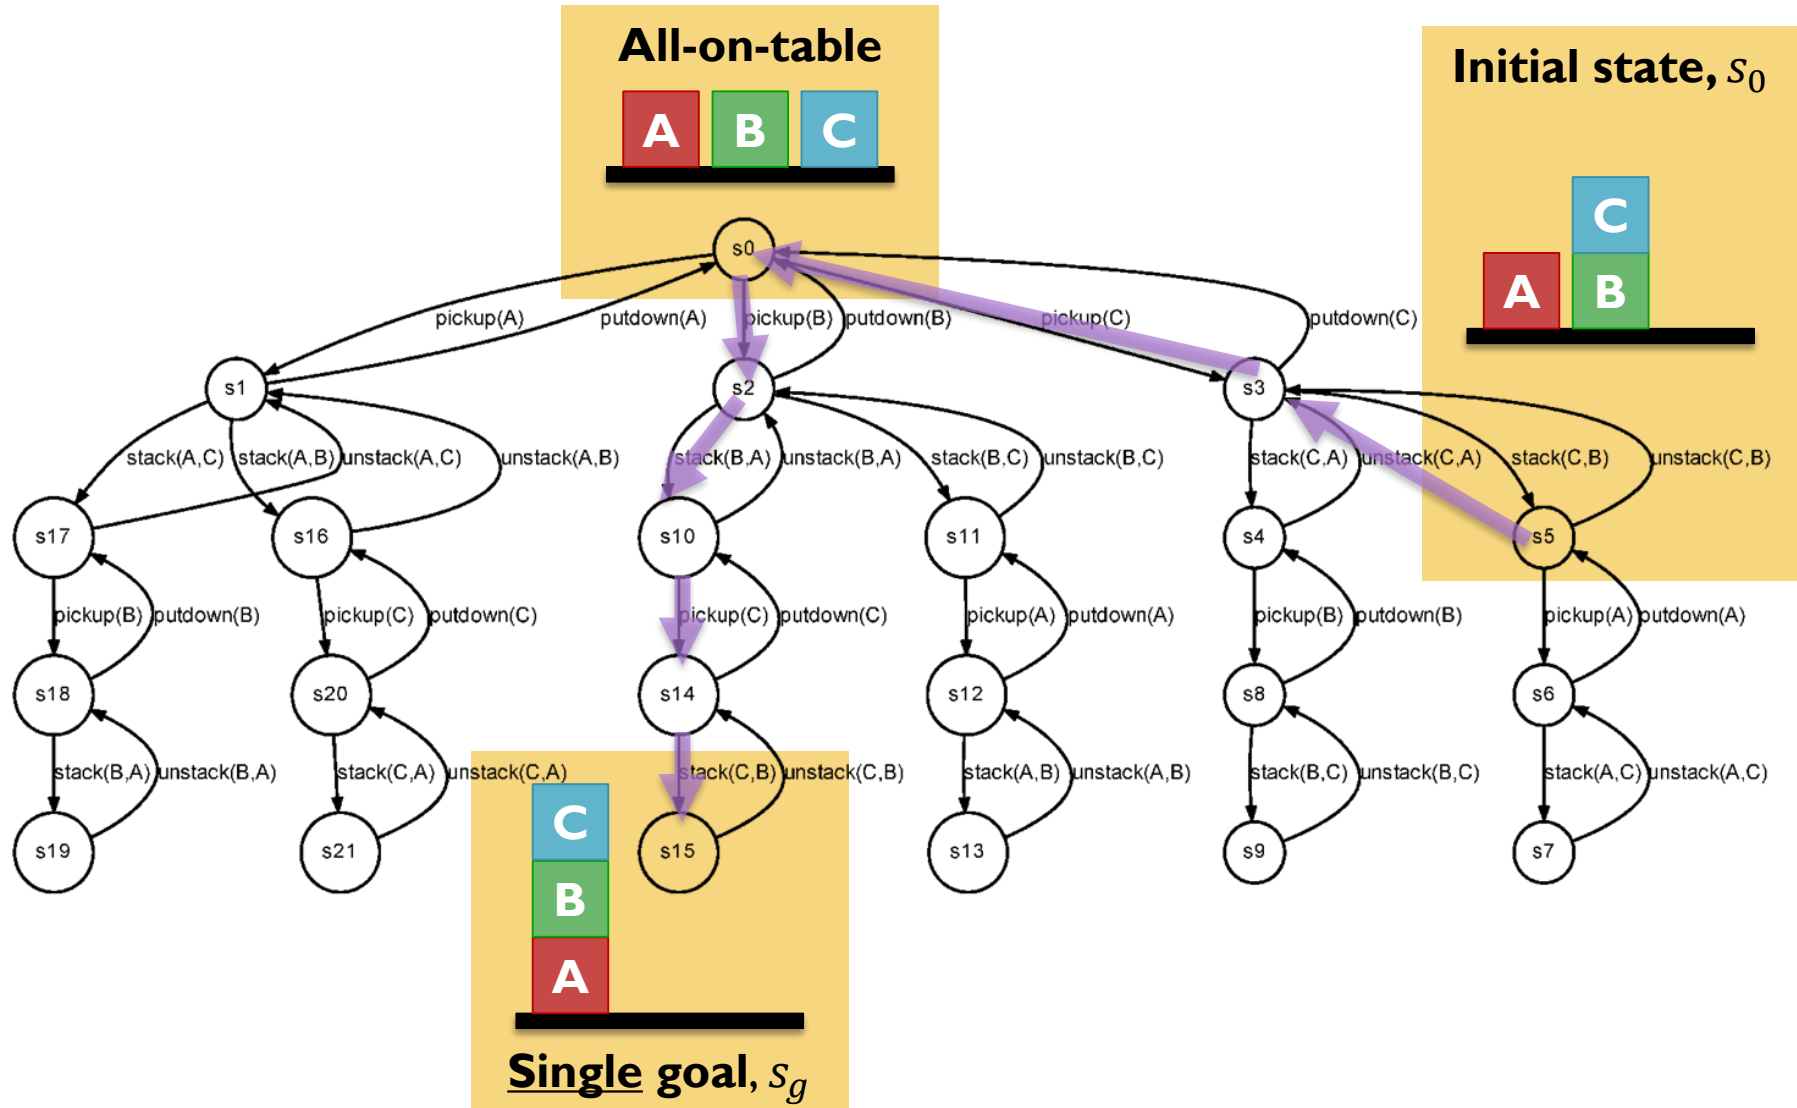 All-on-table
A B C
Initial state, s0
C
A B
s0
pickup(A) putdown(A) pickup(B) putdown(B) pickup(C) putdown(C)
s1 s2 s3
stack(A,C) stack(A,B) unstack(A,C) unstack(A,B) stack(B,A) unstack(B,A) stack(B,C) unstack(B,C) stack(C,A) unstack(C,A) stack(C,B) unstack(C,B)
s17 s16 s10 s11 s4 s5
pickup(B) putdown(B) pickup(C) putdown(C) pickup(C) putdown(C) pickup(A) putdown(A) pickup(B) putdown(B) pickup(A) putdown(A)
s18 s20 s14 s12 s8 s6
stack(B,A) unstack(B,A) stack(C,A) unstack(C,A) stack(C,B) unstack(C,B) stack(A,B) unstack(A,B) stack(B,C) unstack(B,C) stack(A,C) unstack(A,C)
s19 s21 s15 s13 s9 s7
C
B
A
Single goal, sg